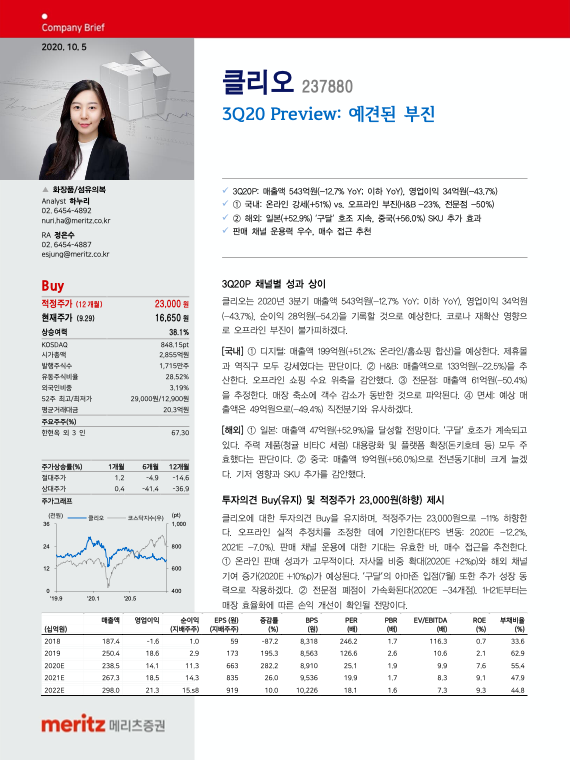 Company Brief
2020. 10. 5
▲ 화장품/섬유의복
Analyst 하누리
02. 6454-4892
nuri.ha@meritz.co.kr
RA 정은수
02. 6454-4887
esjung@meritz.co.kr
Buy
적정주가 (12 개월) 23,000 원
현재주가 (9.29) 16,650 원
상승여력 38.1%
KOSDAQ 848.15pt
시가총액 2,855억원
발행주식수 1,715만주
유동주식비율 28.52%
외국인비중 3.19%
52주 최고/최저가 29,000원/12,900원
평균거래대금 20.3억원
주요주주(%)
한현옥 외 3 인 67.30
주가상승률(%) 1개월 6개월 12개월
절대주가 1.2 -4.9 -14.6
상대주가 0.4 -41.4 -36.9
주가그래프
(천원) 클리오 코스닥지수(우) (pt)
36 1,000
24 800
12 600
0 400
'19.9 '20.1 '20.5
클리오 237880
3Q20 Preview: 예견된 부진
✓ 3Q20P: 매출액 543억원(-12.7% YoY; 이하 YoY), 영업이익 34억원(-43.7%)
✓ ① 국내: 온라인 강세(+51%) vs. 오프라인 부진(H&B -23%, 전문점 -50%)
✓ ② 해외: 일본(+52.9%) '구달' 호조 지속, 중국(+56.0%) SKU 추가 효과
✓ 판매 채널 운용력 우수, 매수 접근 추천
3Q20P 채널별 성과 상이
클리오는 2020년 3분기 매출액 543억원(-12.7% YoY; 이하 YoY), 영업이익 34억원
(-43.7%), 순이익 28억원(-54.2)을 기록할 것으로 예상한다. 코로나 재확산 영향으
로 오프라인 부진이 불가피하겠다.
[국내] ① 디지털: 매출액 199억원(+51.2%; 온라인/홈쇼핑 합산)을 예상한다. 제휴몰
과 역직구 모두 강세였다는 판단이다. ② H&B: 매출액으로 133억원(-22.5%)을 추
산한다. 오프라인 쇼핑 수요 위축을 감안했다. ③ 전문점: 매출액 61억원(-50.4%)
을 추정한다. 매장 축소에 객수 감소가 동반한 것으로 파악된다. ④ 면세: 예상 매
출액은 49억원으로(-49.4%) 직전분기와 유사하겠다.
[해외] ① 일본: 매출액 47억원(+52.9%)을 달성할 전망이다. '구달' 호조가 계속되고
있다. 주력 제품(청귤 비타C 세럼) 대용량화 및 플랫폼 확장(돈키호테 등) 모두 주
효했다는 판단이다. ② 중국: 매출액 19억원(+56.0%)으로 전년동기대비 크게 늘겠
다. 기저 영향과 SKU 추가를 감안했다.
투자의견 Buy(유지) 및 적정주가 23,000원(하향) 제시
클리오에 대한 투자의견 Buy을 유지하며, 적정주가는 23,000원으로 -11% 하향한
다. 오프라인 실적 추정치를 조정한 데에 기인한다(EPS 변동: 2020E -12.2%,
2021E -7.0%). 판매 채널 운용에 대한 기대는 유효한 바, 매수 접근을 추천한다.
① 온라인 판매 성과가 고무적이다. 자사몰 비중 확대(2020E +2%p)와 해외 채널
기여 증가(2020E +10%p)가 예상된다. '구달'의 아마존 입점(7월) 또한 추가 성장 동
력으로 작용하겠다. ② 전문점 폐점이 가속화된다(2020E -34개점). 1H21E부터는
매장 효율화에 따른 손익 개선이 확인될 전망이다.
(십억원) 매출액 영업이익 순이익 (지배주주) EPS (원) (지배주주) 증감률 (%) BPS (원) PER (배) PBR (배) EV/EBITDA (배) ROE (%) 부채비율 (%)
2018 187.4 -1.6 1.0 59 -87.2 8,318 246.2 1.7 116.3 0.7 33.6
2019 250.4 18.6 2.9 173 195.3 8,563 126.6 2.6 10.6 2.1 62.9
2020E 238.5 14.1 11.3 663 282.2 8,910 25.1 1.9 9.9 7.6 55.4
2021E 267.3 18.5 14.3 835 26.0 9,536 19.9 1.7 8.3 9.1 47.9
2022E 298.0 21.3 15.s8 919 10.0 10,226 18.1 1.6 7.3 9.3 44.8
meritz 메리츠증권